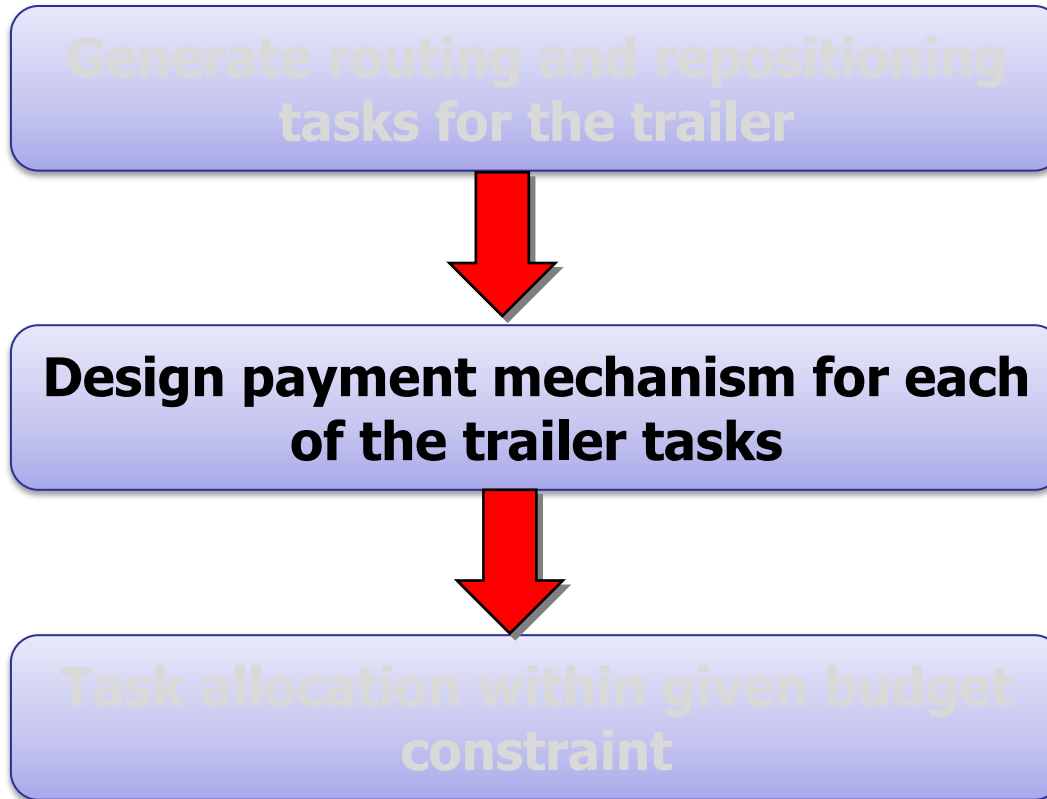 Generate routing and repositioning
tasks for the trailer
Design payment mechanism for each
of the trailer tasks
Task allocation within given budget
constraint